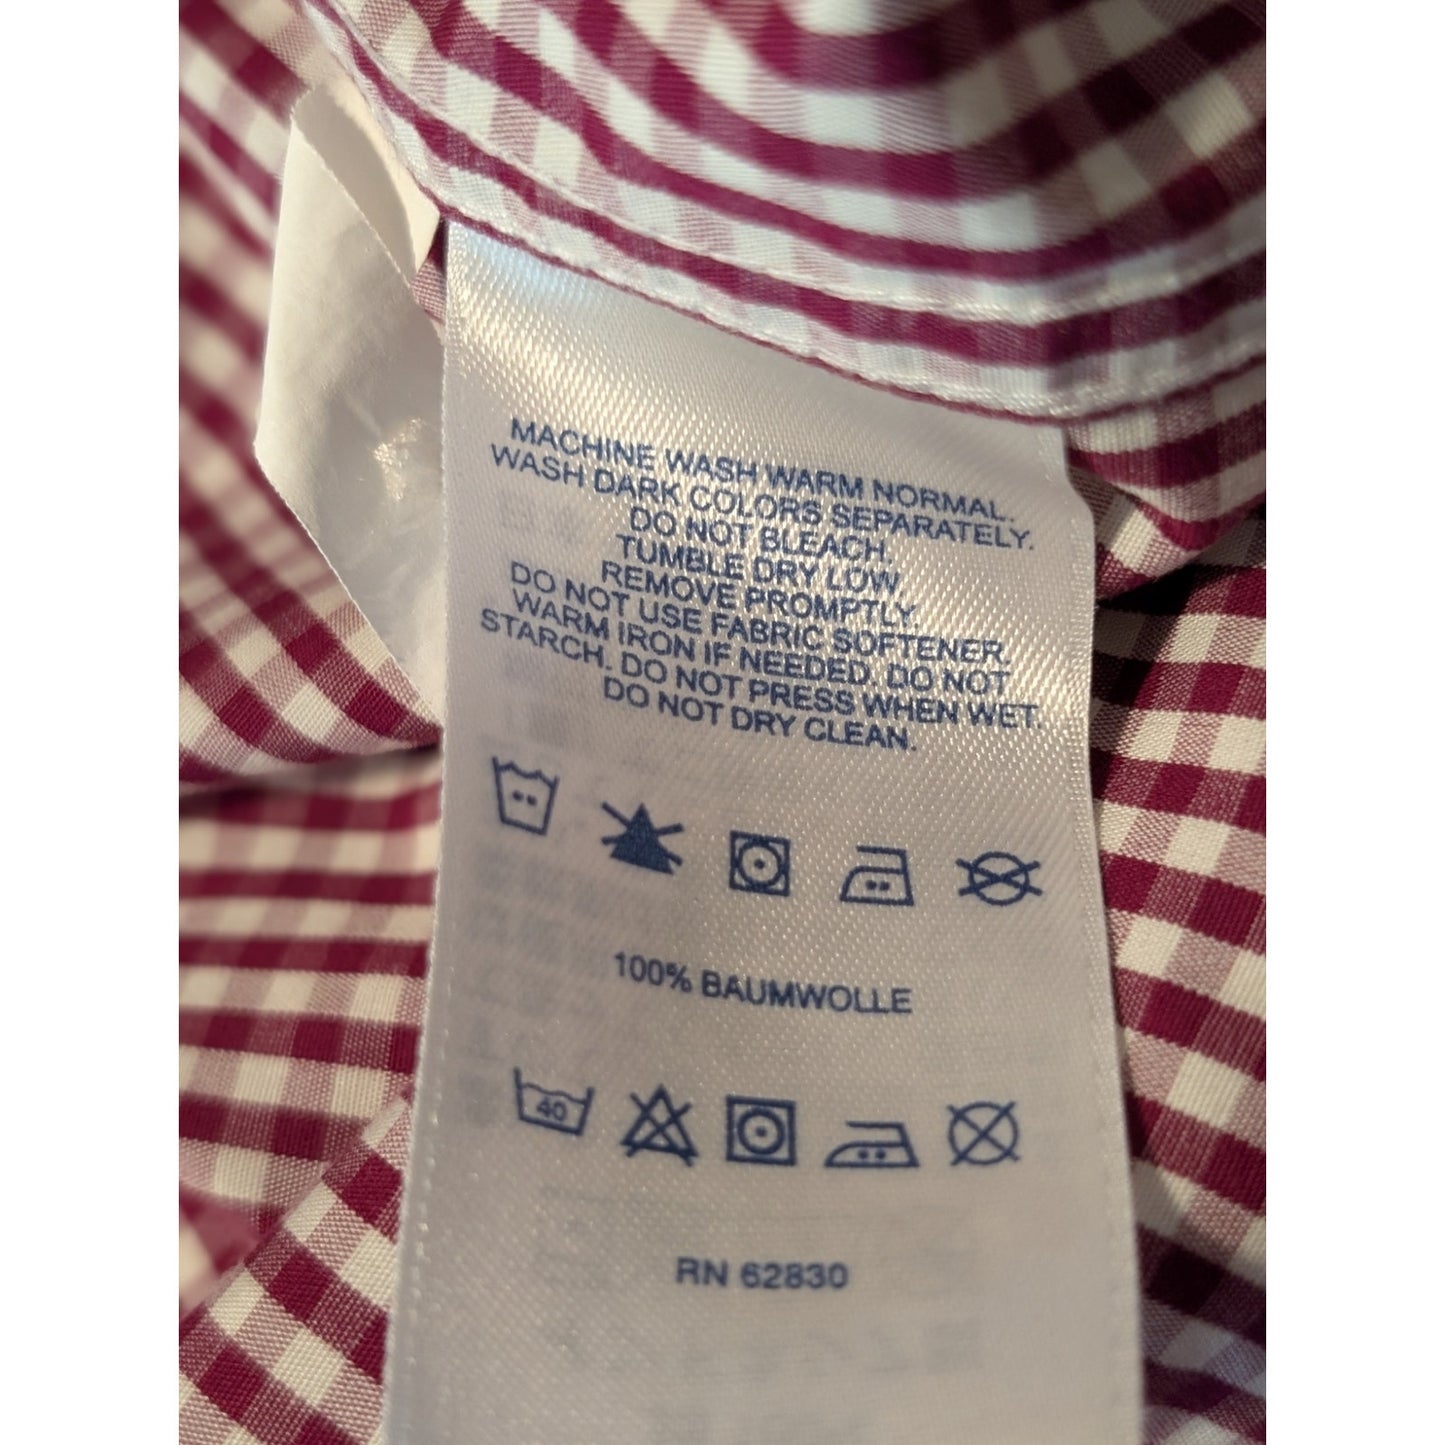 MACHINE WASH WARM NORMAL.
WASH DARK COLORS SEPARATELY.
DO NOT BLEACH.
TUMBLE DRY LOW.
REMOVE PROMPTLY.
DO NOT USE FABRIC SOFTENER.
WARM IRON IF NEEDED. DO NOT
STARCH. DO NOT PRESS WHEN WET.
DO NOT DRY CLEAN.
100% BAUMWOLLE
40
RN 62830